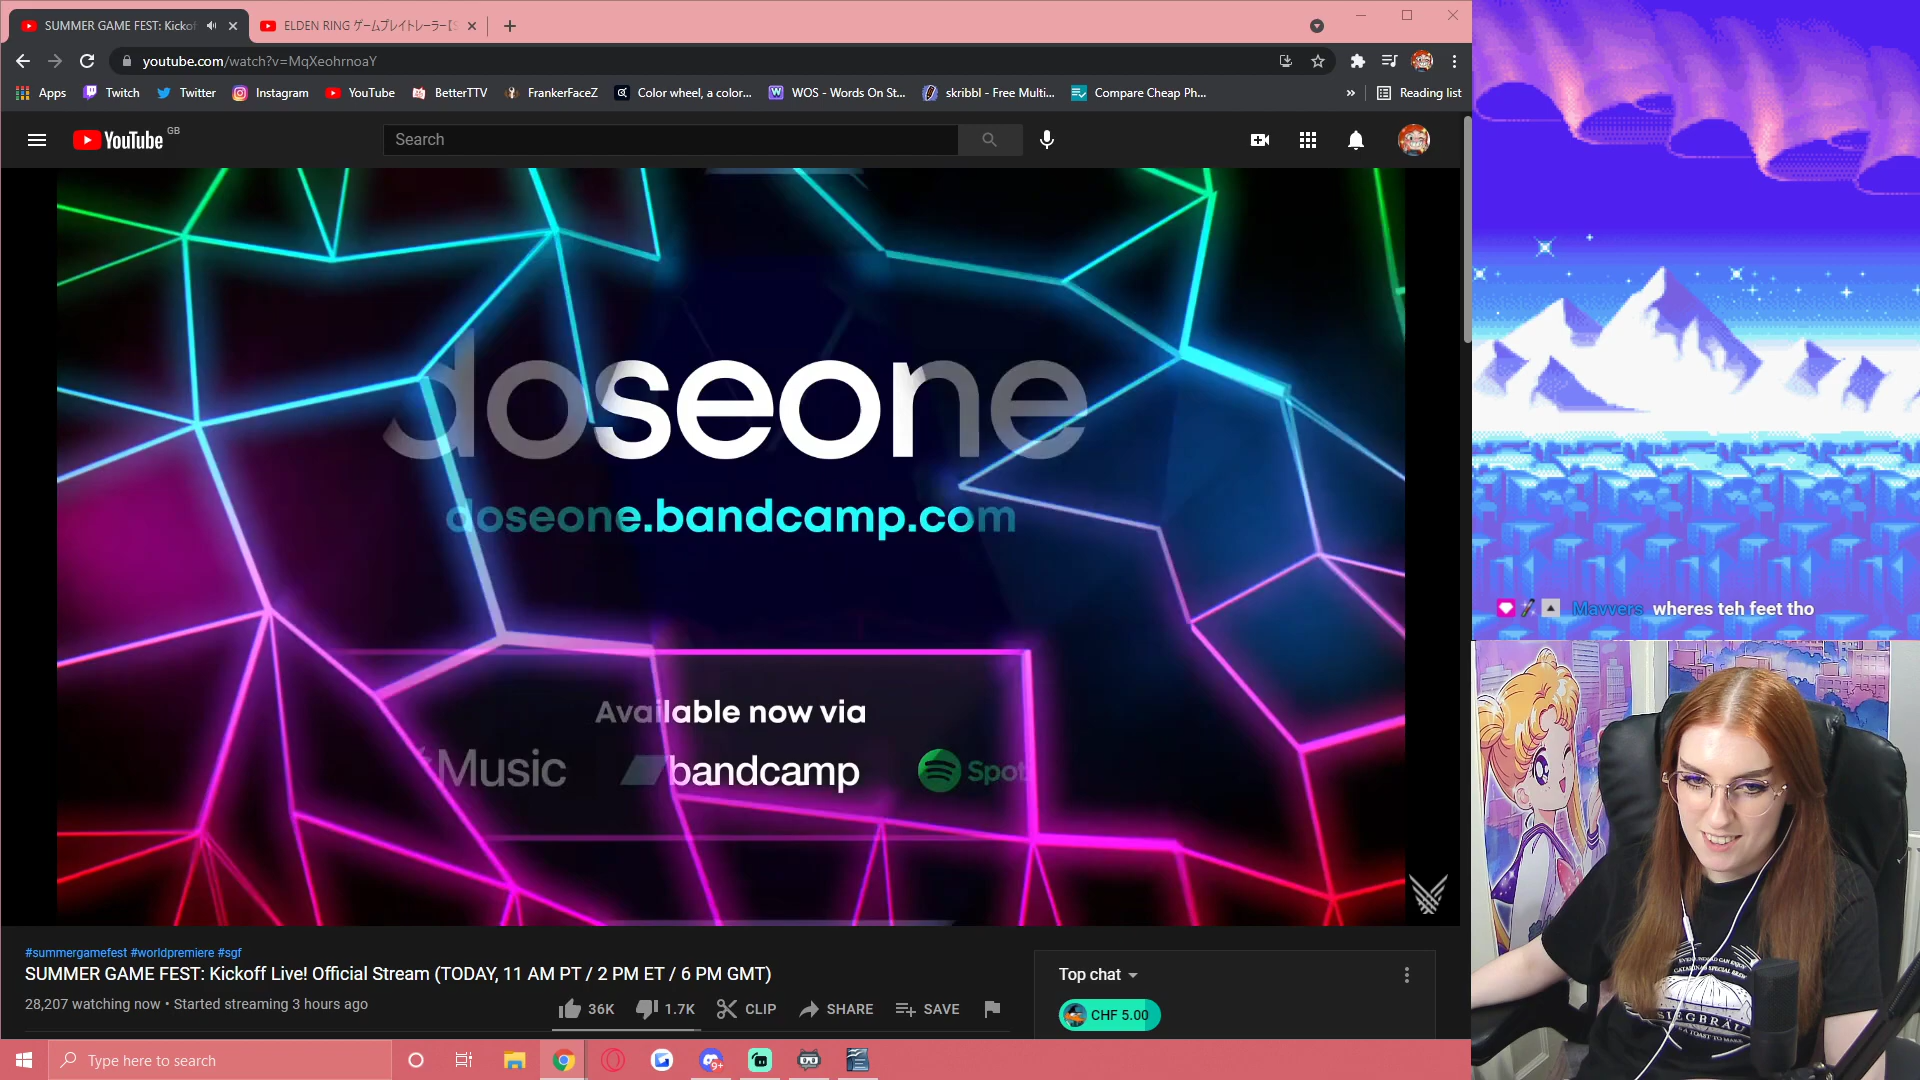 SUMMER GAME FEST: Kickof
ELDEN RING ゲームプレイトレーラー【S
youtube.com/watch?v=MqXeohrnoaY
Apps
Twitch
Twitter
Instagram
YouTube
BetterTTV
FrankerFaceZ
Color wheel, a color...
WOS - Words On St...
skribbl - Free Multi...
Compare Cheap Ph...
»
Reading list
YouTube GB
Search
doseone
doseone.bandcamp.com
Available now via
Music
bandcamp
Spot
Mavvers wheres teh feet tho
#summergamefest #worldpremiere #sgf
SUMMER GAME FEST: Kickoff Live! Official Stream (TODAY, 11 AM PT / 2 PM ET / 6 PM GMT)
28,207 watching now • Started streaming 3 hours ago
36K
1.7K
CLIP
SHARE
SAVE
Top chat
CHF 5.00
Type here to search
9+
SIEGBRÄU